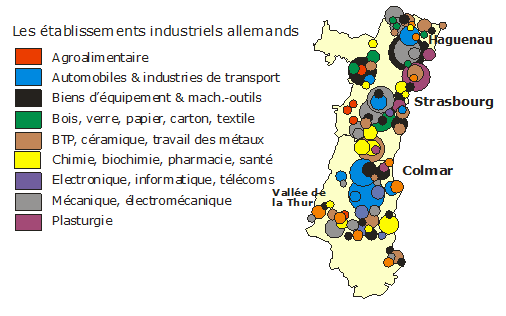 Les établissements industriels allemands
Agroalimentaire
Automobiles & industries de transport
Biens d'équipement & mach.-outils
Bois, verre, papier, carton, textile
BTP, céramique, travail des métaux
Chimie, biochimie, pharmacie, santé
Electronique, informatique, télécoms
Mécanique, électromécanique
Plasturgie
Haguenau
Strasbourg
Colmar
Vallée de
la Thur